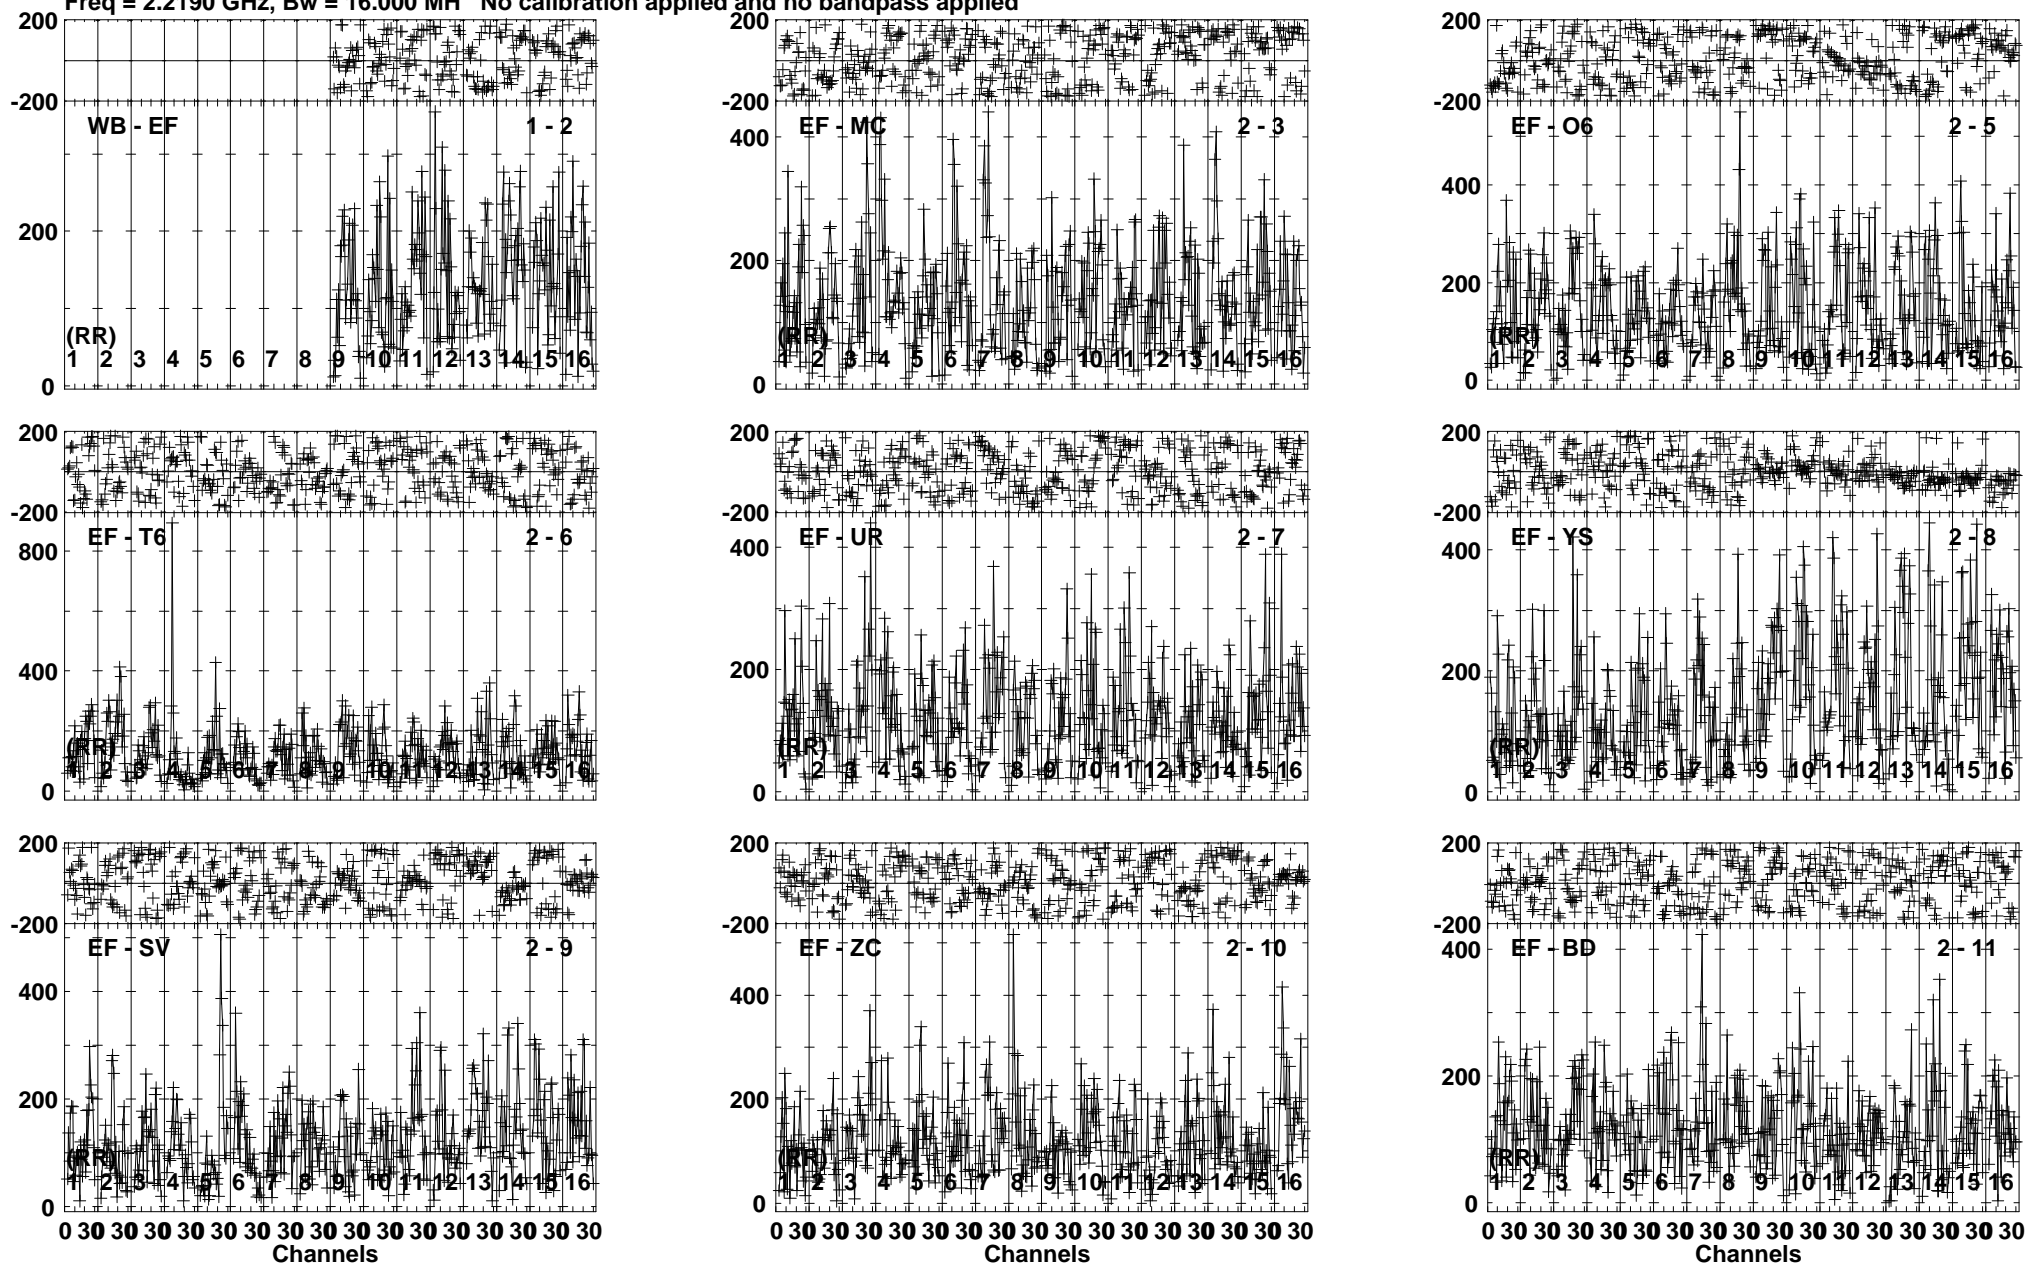 Freq = 2.2190 GHz, Bw = 16.000 MH No calibration applied and no bandpass applied
200
-200
WB - EF 1 - 2
200
(RR)
1 2 3 4 5 6 7 8 9 10 11 12 13 14 15 16
0
200
-200
EF - MC 2 - 3
400
200
(RR)
1 2 3 4 5 6 7 8 9 10 11 12 13 14 15 16
0
200
-200
EF - O6 2 - 5
400
200
(RR)
1 2 3 4 5 6 7 8 9 10 11 12 13 14 15 16
0
200
-200
EF - T6 2 - 6
800
400
(RR)
1 2 3 4 5 6 7 8 9 10 11 12 13 14 15 16
0
200
-200
EF - UR 2 - 7
400
200
(RR)
1 2 3 4 5 6 7 8 9 10 11 12 13 14 15 16
0
200
-200
EF - YS 2 - 8
400
200
(RR)
1 2 3 4 5 6 7 8 9 10 11 12 13 14 15 16
0
200
-200
EF - SV 2 - 9
400
200
(RR)
1 2 3 4 5 6 7 8 9 10 11 12 13 14 15 16
0
0 30 30 30 30 30 30 30 30 30 30 30 30 30 30 30 30
Channels
200
-200
EF - ZC 2 - 10
400
200
(RR)
1 2 3 4 5 6 7 8 9 10 11 12 13 14 15 16
0
0 30 30 30 30 30 30 30 30 30 30 30 30 30 30 30 30
Channels
200
-200
EF - BD 2 - 11
400
200
(RR)
1 2 3 4 5 6 7 8 9 10 11 12 13 14 15 16
0
0 30 30 30 30 30 30 30 30 30 30 30 30 30 30 30 30
Channels